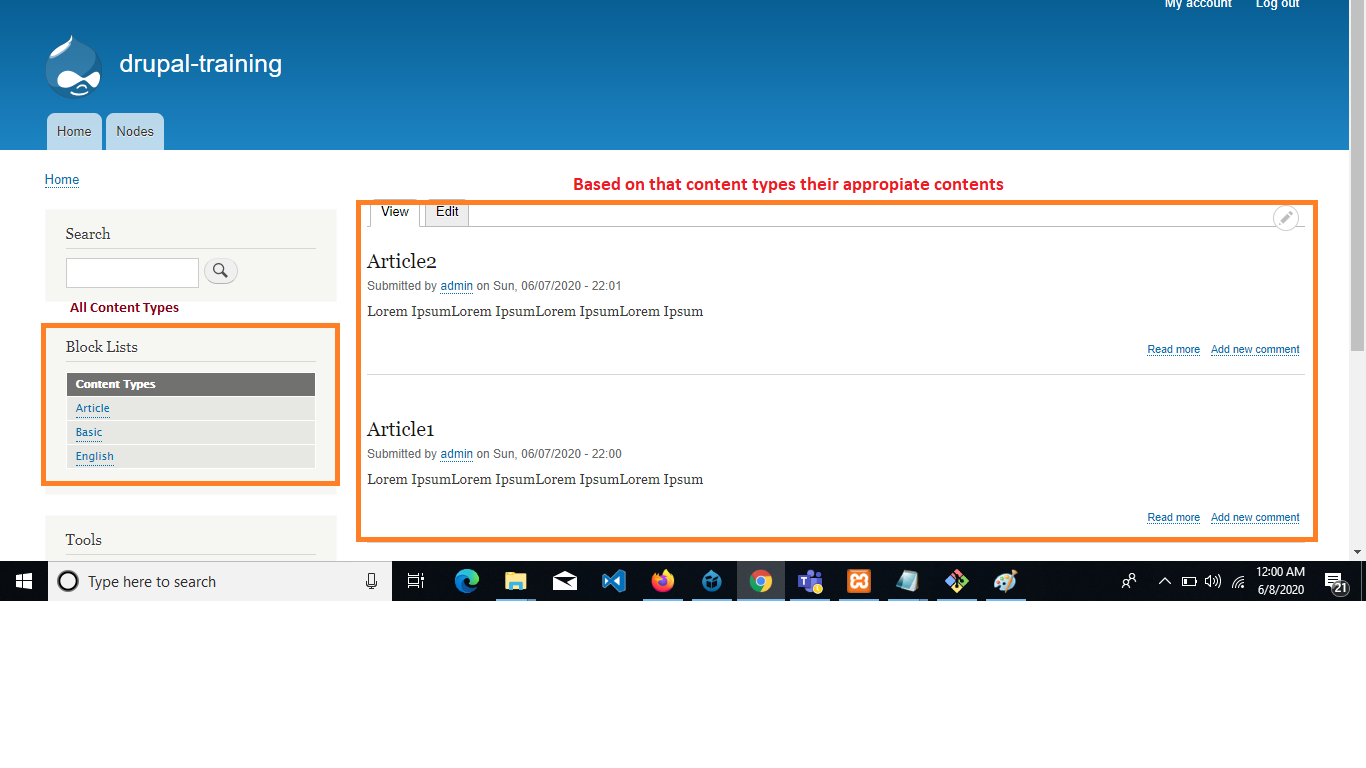 My account Log out
drupal-training
Home Nodes
Home
Based on that content types their appropiate contents
View Edit
Search
All Content Types
Block Lists
Content Types
Article
Basic
English
Tools
Article2
Submitted by admin on Sun, 06/07/2020 - 22:01
Lorem IpsumLorem IpsumLorem IpsumLorem Ipsum
Read more Add new comment
Article1
Submitted by admin on Sun, 06/07/2020 - 22:00
Lorem IpsumLorem IpsumLorem IpsumLorem Ipsum
Read more Add new comment
Type here to search
12:00 AM
6/8/2020
21